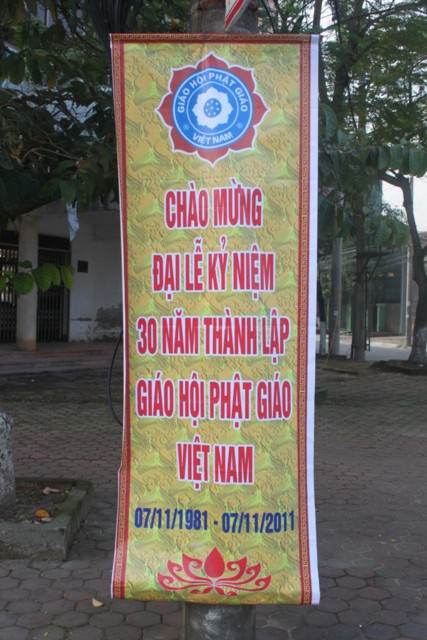 GIÁO HỘI PHẬT GIÁO
VIỆT NAM
CHÀO MỪNG
ĐẠI LỄ KỶ NIỆM
30 NĂM THÀNH LẬP
GIÁO HỘI PHẬT GIÁO
VIỆT NAM
07/11/1981 - 07/11/2011